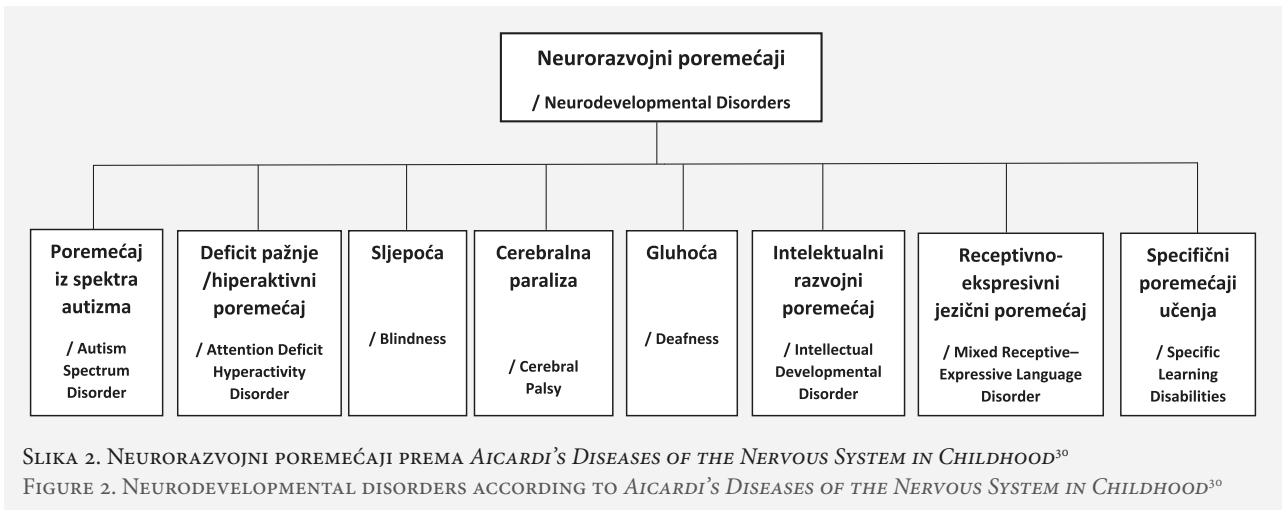 Neurorazvojni poremećaji
/ Neurodevelopmental Disorders
Poremećaj
iz spektra
autizma
/ Autism
Spectrum
Disorder
Deficit pažnje
/hiperaktivni
poremećaj
/ Attention Deficit
Hyperactivity
Disorder
Sljepoća
/ Blindness
Cerebralna
paraliza
/ Cerebral
Palsy
Gluhoća
/ Deafness
Intelektualni
razvojni
poremećaj
/ Intellectual
Developmental
Disorder
Receptivno-
ekspresivni
jezični poremećaj
/ Mixed Receptive–
Expressive Language
Disorder
Specifični
poremećaji
učenja
/ Specific
Learning
Disabilities
Slika 2. Neurorazvojni poremećaji prema Aicardi’s Diseases of the Nervous System in Childhood³⁰
Figure 2. Neurodevelopmental disorders according to Aicardi’s Diseases of the Nervous System in Childhood³⁰